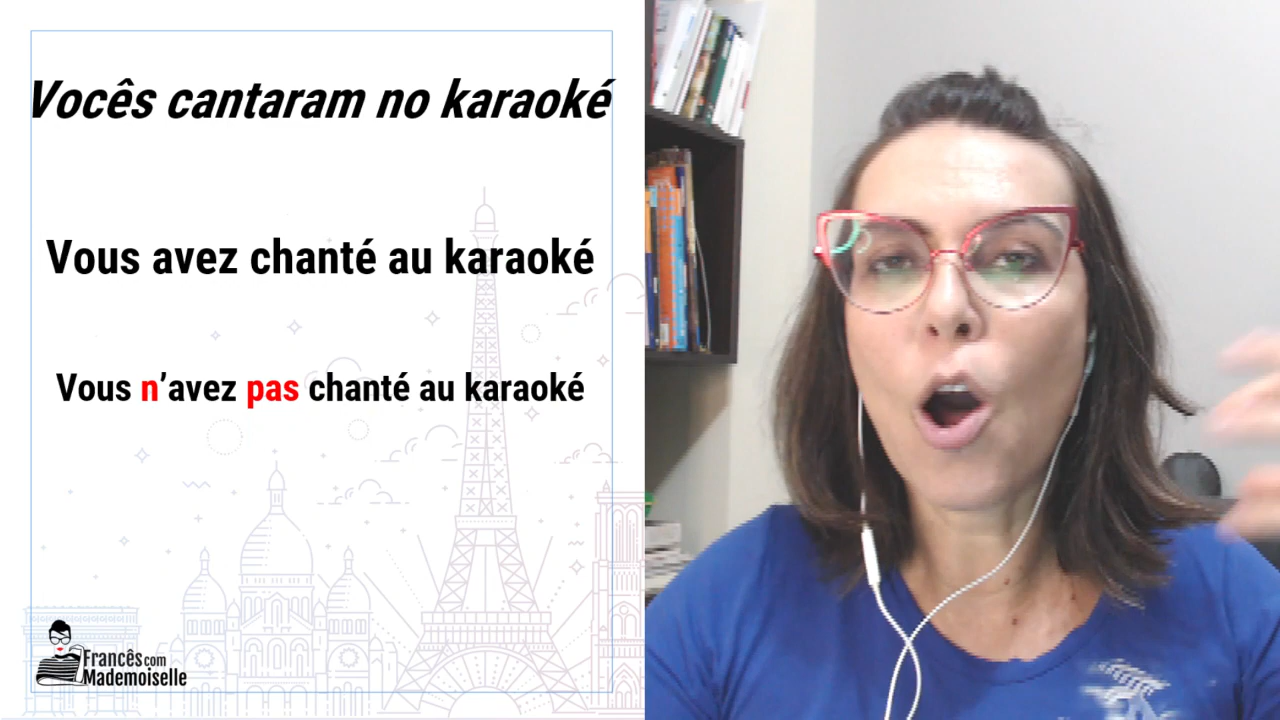 Vocês cantaram no karaoké
Vous avez chanté au karaoké
Vous n’avez pas chanté au karaoké
Francês com
Mademoiselle